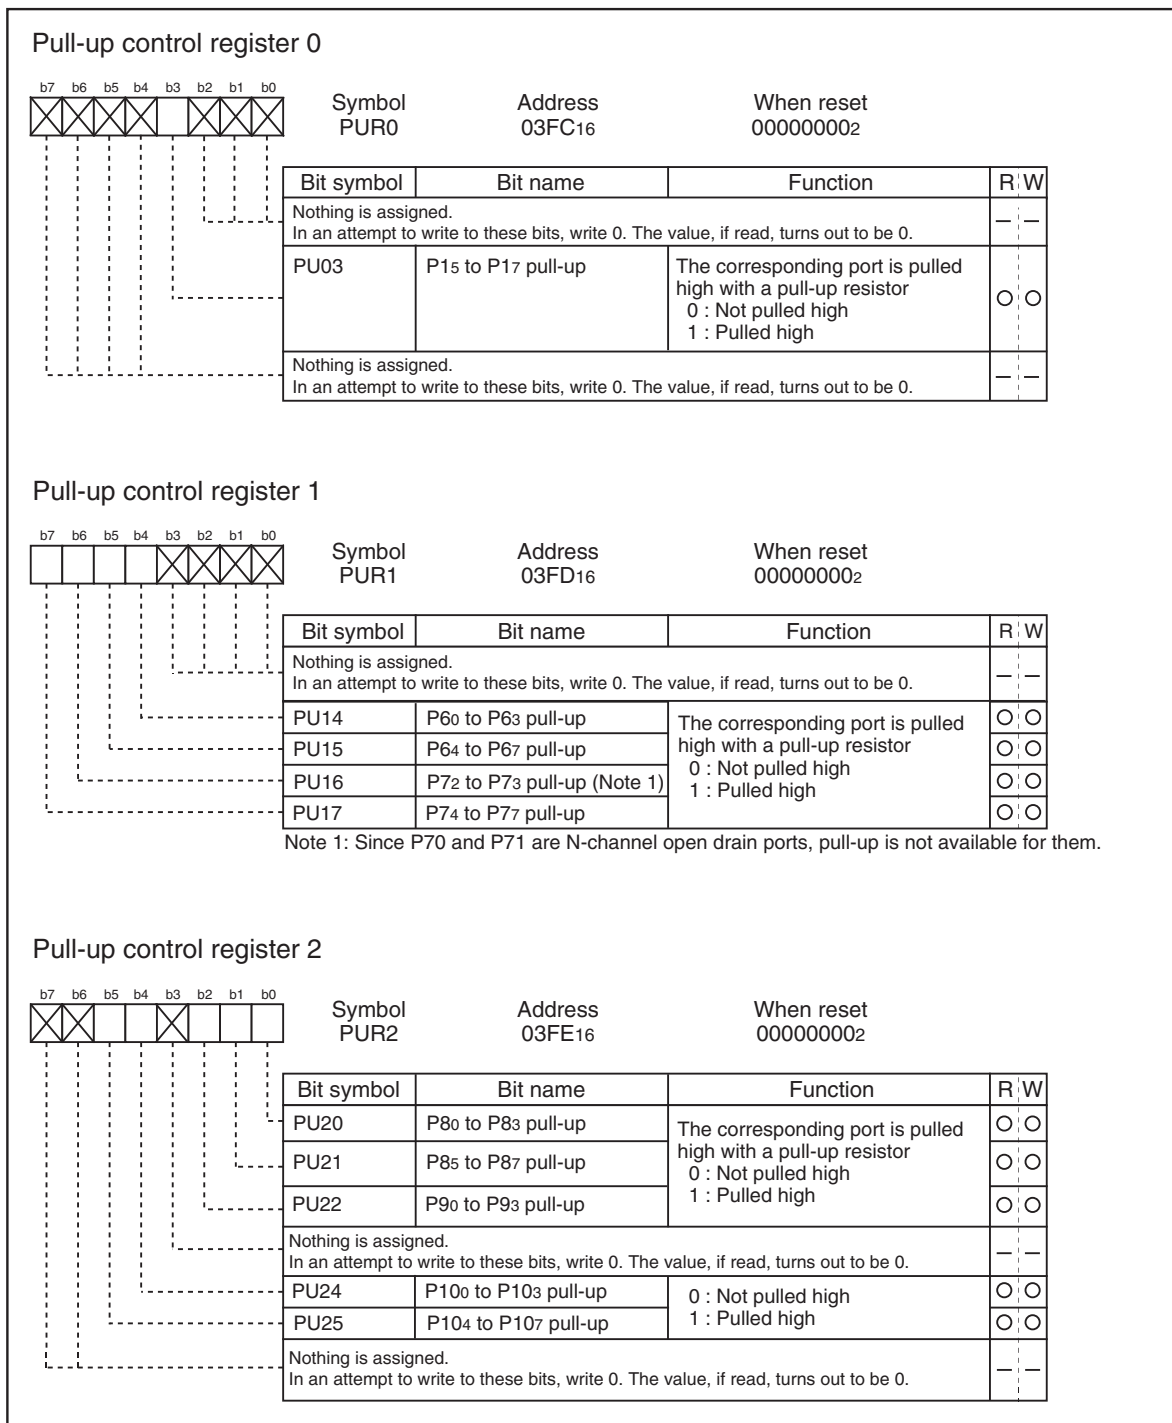 Pull-up control register 0
b7 b6 b5 b4 b3 b2 b1 b0
Symbol Address When reset
PUR0 03FC16 000000002
Bit symbol Bit name Function R W
Nothing is assigned.
In an attempt to write to these bits, write 0. The value, if read, turns out to be 0.
– –
PU03 P15 to P17 pull-up The corresponding port is pulled
high with a pull-up resistor
0 : Not pulled high
1 : Pulled high
Nothing is assigned.
In an attempt to write to these bits, write 0. The value, if read, turns out to be 0.
– –
Pull-up control register 1
b7 b6 b5 b4 b3 b2 b1 b0
Symbol Address When reset
PUR1 03FD16 000000002
Bit symbol Bit name Function R W
Nothing is assigned.
In an attempt to write to these bits, write 0. The value, if read, turns out to be 0.
– –
PU14 P60 to P63 pull-up The corresponding port is pulled
PU15 P64 to P67 pull-up high with a pull-up resistor
0 : Not pulled high
PU16 P72 to P73 pull-up (Note 1) 1 : Pulled high
PU17 P74 to P77 pull-up
Note 1: Since P70 and P71 are N-channel open drain ports, pull-up is not available for them.
Pull-up control register 2
b7 b6 b5 b4 b3 b2 b1 b0
Symbol Address When reset
PUR2 03FE16 000000002
Bit symbol Bit name Function R W
PU20 P80 to P83 pull-up The corresponding port is pulled
high with a pull-up resistor
PU21 P85 to P87 pull-up 0 : Not pulled high
1 : Pulled high
PU22 P90 to P93 pull-up
Nothing is assigned.
In an attempt to write to these bits, write 0. The value, if read, turns out to be 0.
– –
PU24 P100 to P103 pull-up 0 : Not pulled high
PU25 P104 to P107 pull-up 1 : Pulled high
Nothing is assigned.
In an attempt to write to these bits, write 0. The value, if read, turns out to be 0.
– –